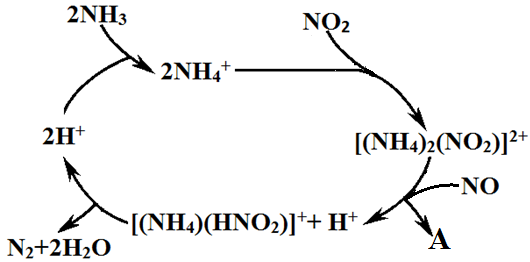 2NH₃
NO₂
2NH₄⁺
2H⁺
[(NH₄)₂(NO₂)]²⁺
NO
[(NH₄)(HNO₂)]⁺+ H⁺
A
N₂+2H₂O